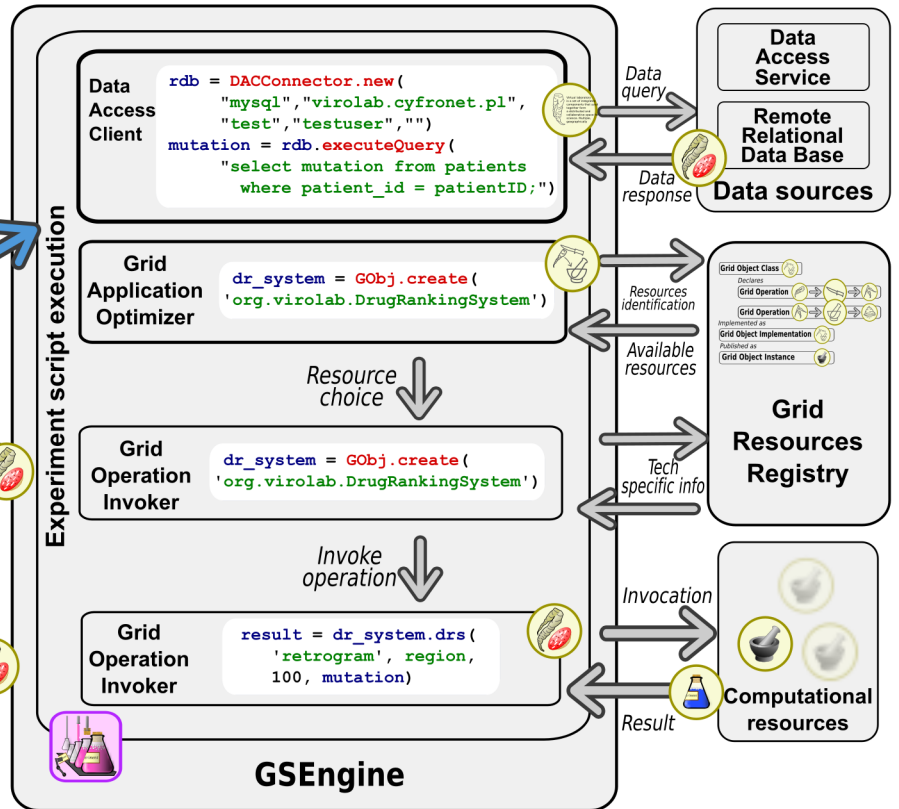 Data
Access
Client
rdb = DACConnector.new(
"mysql","virolab.cyfronet.pl",
"test","testuser","")
mutation = rdb.executeQuery(
"select mutation from patients
where patient_id = patientID;")
Data
query
Data
response
Data
Access
Service
Remote
Relational
Data Base
Data sources
Experiment script execution
Grid
Application
Optimizer
dr_system = GObj.create(
'org.virolab.DrugRankingSystem')
Resources
identification
Available
resources
Grid Object Class
Declares
Grid Operation
Grid Operation
Implemented as
Grid Object Implementation
Published as
Grid Object Instance
Grid
Resources
Registry
Resource
choice
Grid
Operation
Invoker
dr_system = GObj.create(
'org.virolab.DrugRankingSystem')
Tech
specific info
Invoke
operation
Grid
Operation
Invoker
result = dr_system.drs(
'retrogram', region,
100, mutation)
Invocation
Result
Computational
resources
GSEngine